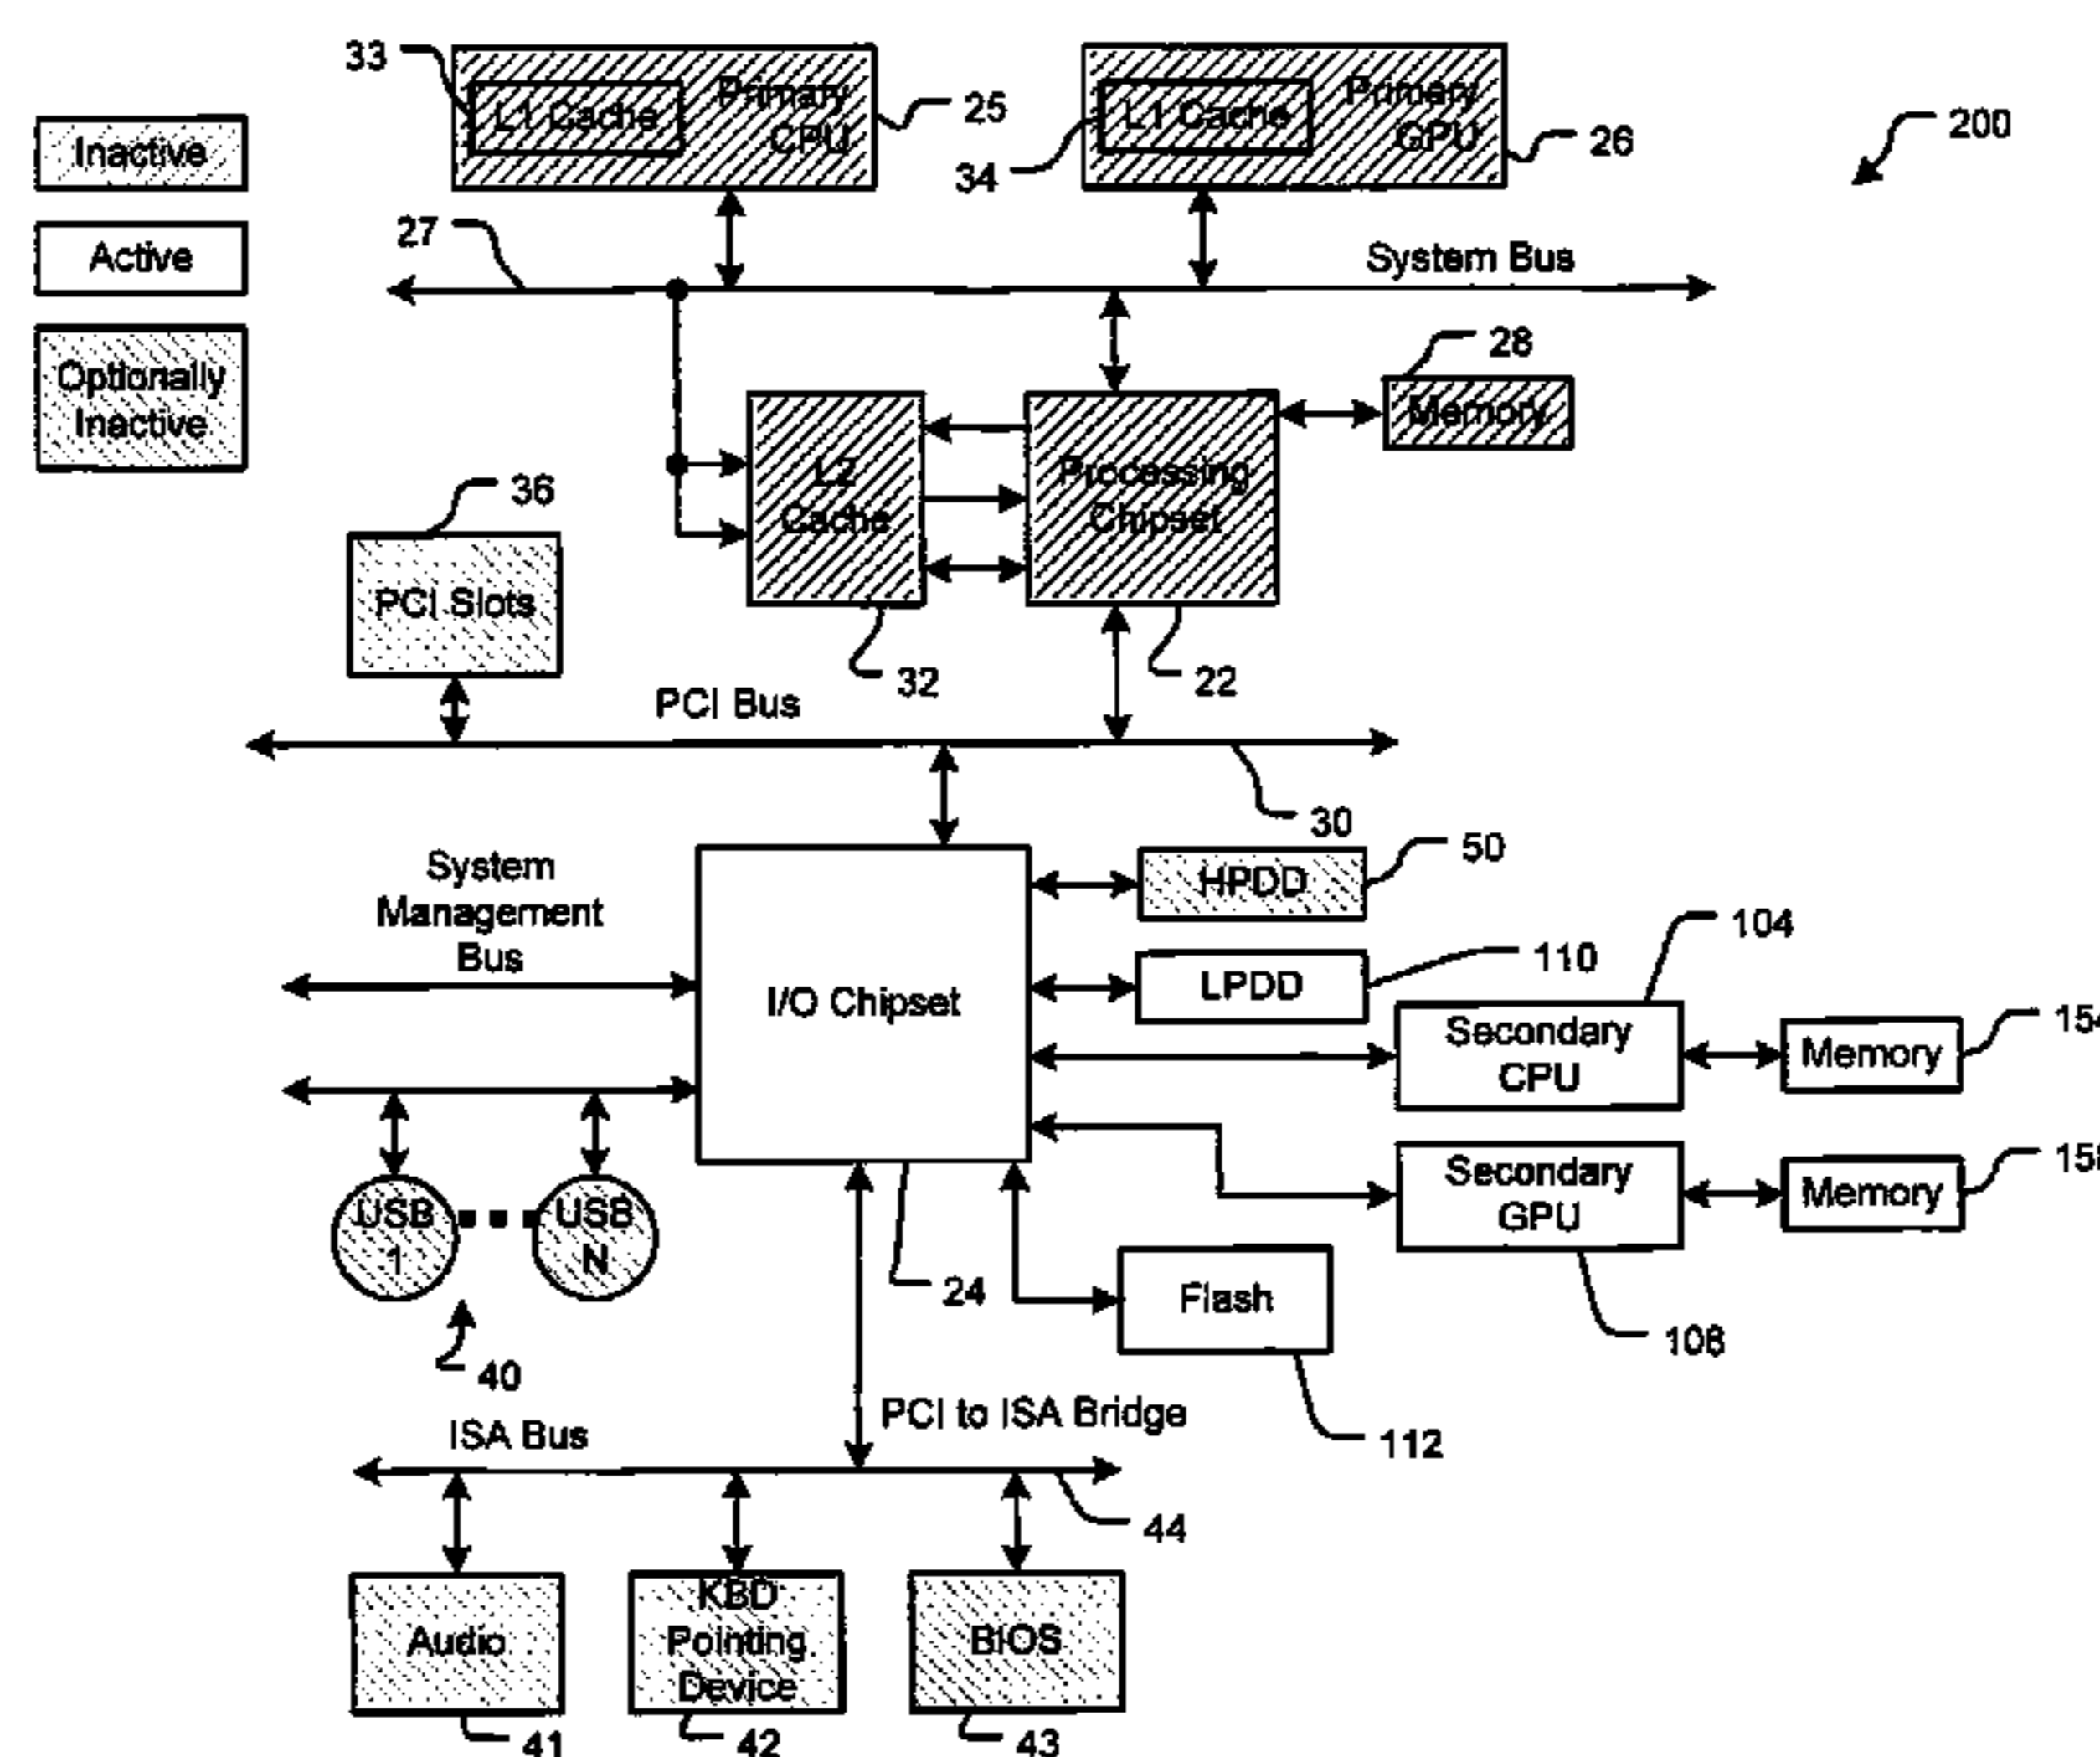 33
L1 Cache
Primary
CPU
25
34
L1 Cache
Primary
GPU
26
200
Inactive
Active
Optionally
Inactive
27
System Bus
28
Memory
L2
Cache
Processing
Chipset
36
PCI Slots
32
22
PCI Bus
30
System
Management
Bus
I/O Chipset
HPDD
50
LPDD
110
104
Secondary
CPU
Memory
Secondary
GPU
Memory
108
USB
1
USB
N
40
24
Flash
112
PCI to ISA Bridge
ISA Bus
44
Audio
KBD
Pointing
Device
BIOS
41
42
43